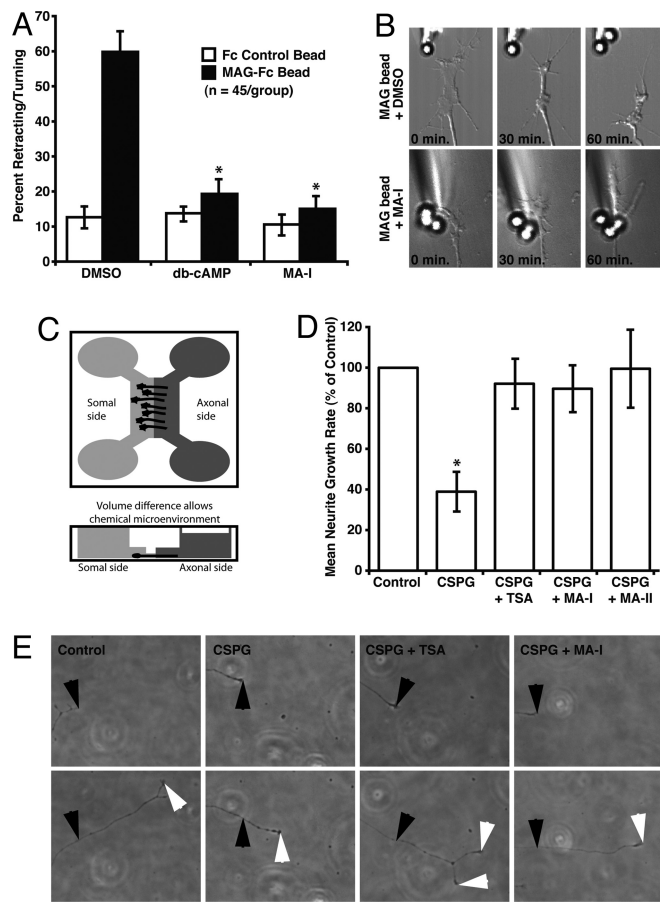 A
Percent Retracting/Turning
70
60
50
40
30
20
10
0
Fc Control Bead
MAG-Fc Bead
(n = 45/group)
*
*
DMSO
db-cAMP
MA-I
B
MAG bead
+ DMSO
0 min.
30 min.
60 min.
MAG bead
+ MA-I
0 min.
30 min.
60 min.
C
Somal
side
Axonal
side
Volume difference allows
chemical microenvironment
Somal side
Axonal side
D
Mean Neurite Growth Rate (% of Control)
120
100
80
60
40
20
0
*
Control
CSPG
CSPG
+ TSA
CSPG
+ MA-I
CSPG
+ MA-II
E
Control
CSPG
CSPG + TSA
CSPG + MA-I